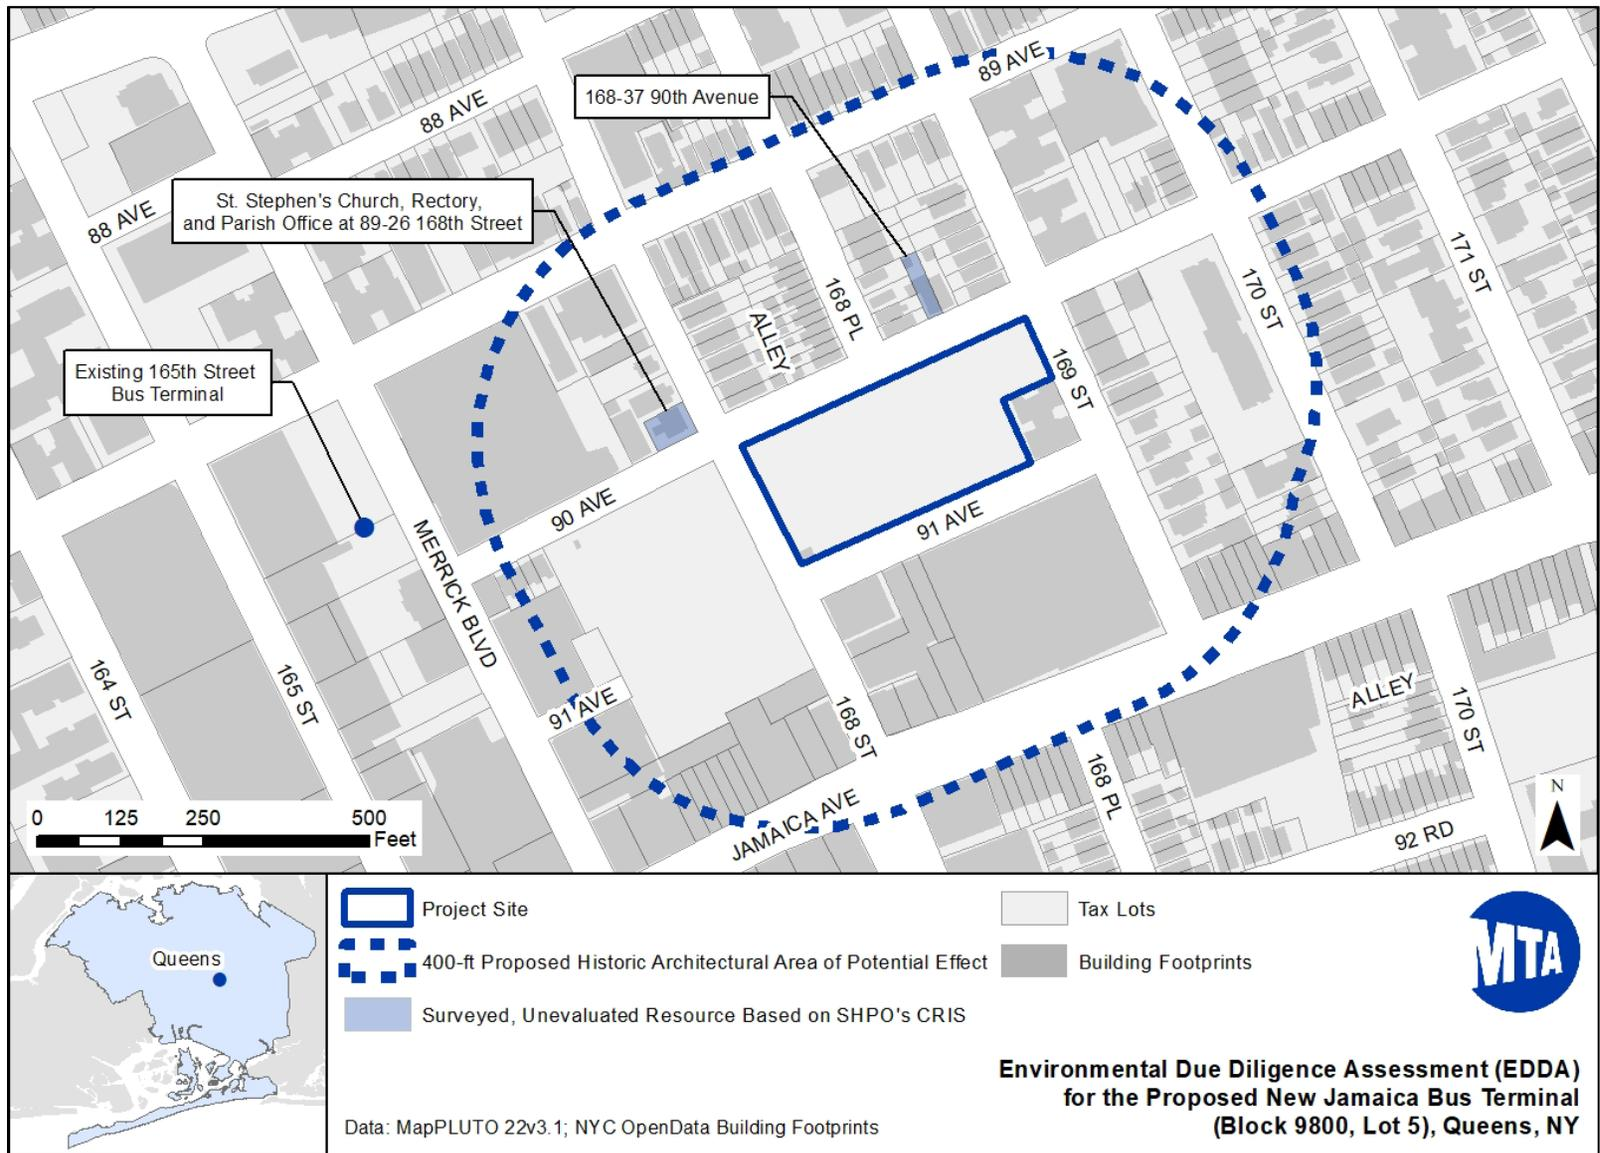 89 AVE
168-37 90th Avenue
88 AVE
St. Stephen's Church, Rectory,
and Parish Office at 89-26 168th Street
88 AVE
171 ST
170 ST
168 PL
ALLEY
Existing 165th Street
Bus Terminal
169 ST
90 AVE
91 AVE
MERRICK BLVD
164 ST
165 ST
91 AVE
168 ST
ALLEY
170 ST
168 PL
JAMAICA AVE
92 RD
0 125 250 500
Feet
N
Queens
Project Site
400-ft Proposed Historic Architectural Area of Potential Effect
Surveyed, Unevaluated Resource Based on SHPO's CRIS
Tax Lots
Building Footprints
MTA
Environmental Due Diligence Assessment (EDDA)
for the Proposed New Jamaica Bus Terminal
(Block 9800, Lot 5), Queens, NY
Data: MapPLUTO 22v3.1; NYC OpenData Building Footprints